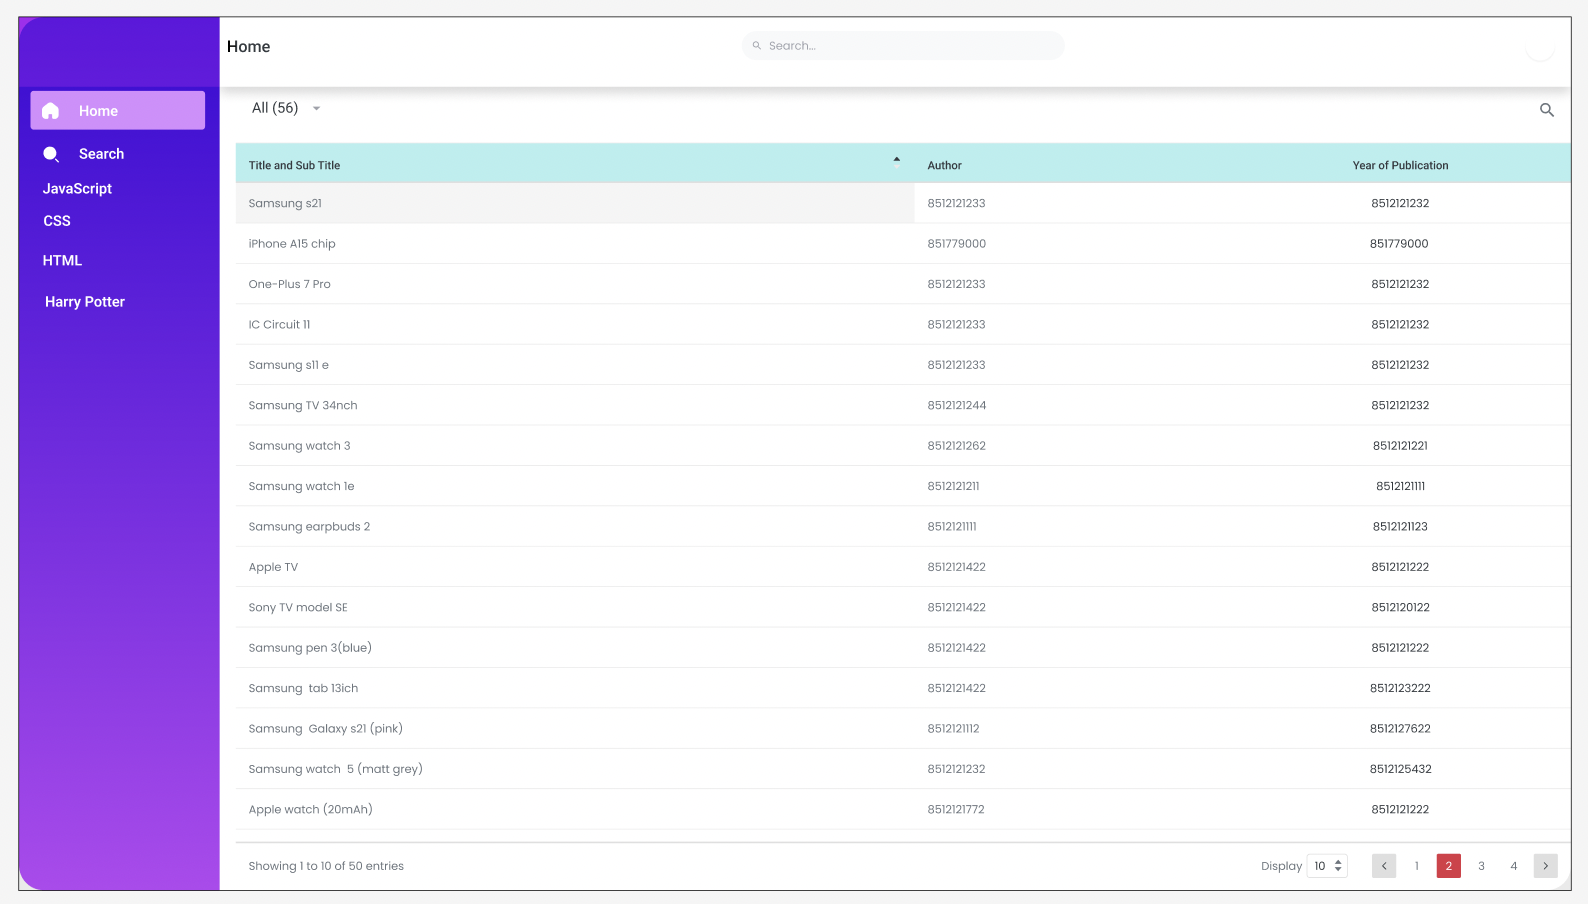 Home
Search...
Home
Search
JavaScript
CSS
HTML
Harry Potter
All (56)
Title and Sub Title Author Year of Publication
Samsung s21 8512121233 8512121232
iPhone A15 chip 851779000 851779000
One-Plus 7 Pro 8512121233 8512121232
IC Circuit 11 8512121233 8512121232
Samsung s11 e 8512121233 8512121232
Samsung TV 34nch 8512121244 8512121232
Samsung watch 3 8512121262 8512121221
Samsung watch 1e 8512121211 8512121111
Samsung earpbuds 2 8512121111 8512121123
Apple TV 8512121422 8512121222
Sony TV model SE 8512121422 8512120122
Samsung pen 3(blue) 8512121422 8512121222
Samsung  tab 13ich 8512121422 8512123222
Samsung  Galaxy s21 (pink) 8512121112 8512127622
Samsung watch  5 (matt grey) 8512121232 8512125432
Apple watch (20mAh) 8512121772 8512121222
Showing 1 to 10 of 50 entries Display 10 < 1 2 3 4 >